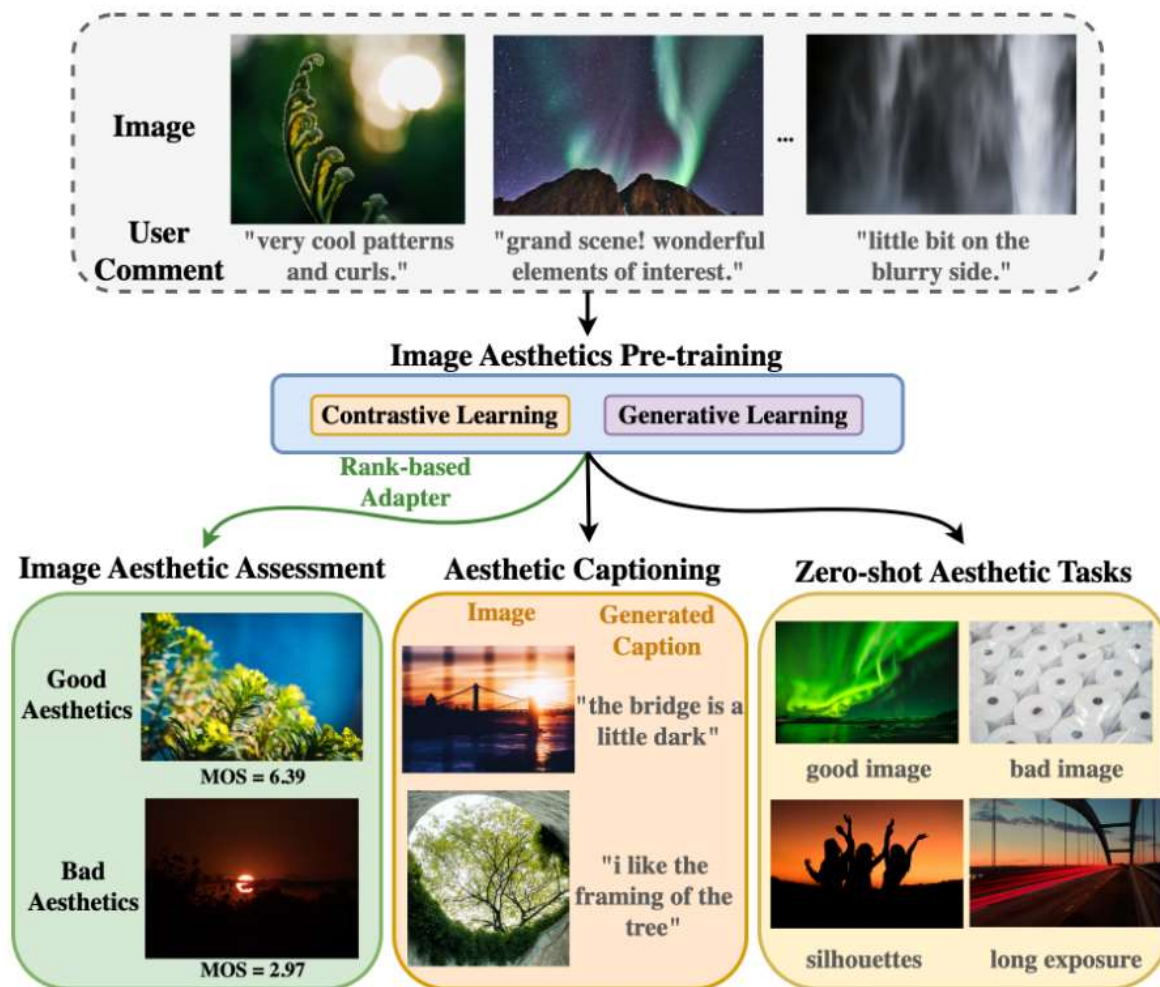 Image
User
Comment
"very cool patterns
and curls."
"grand scene! wonderful
elements of interest."
...
"little bit on the
blurry side."
Image Aesthetics Pre-training
Contrastive Learning
Generative Learning
Rank-based
Adapter
Image Aesthetic Assessment
Good
Aesthetics
MOS = 6.39
Bad
Aesthetics
MOS = 2.97
Aesthetic Captioning
Image
Generated
Caption
"the bridge is a
little dark"
"i like the
framing of the
tree"
Zero-shot Aesthetic Tasks
good image
bad image
silhouettes
long exposure